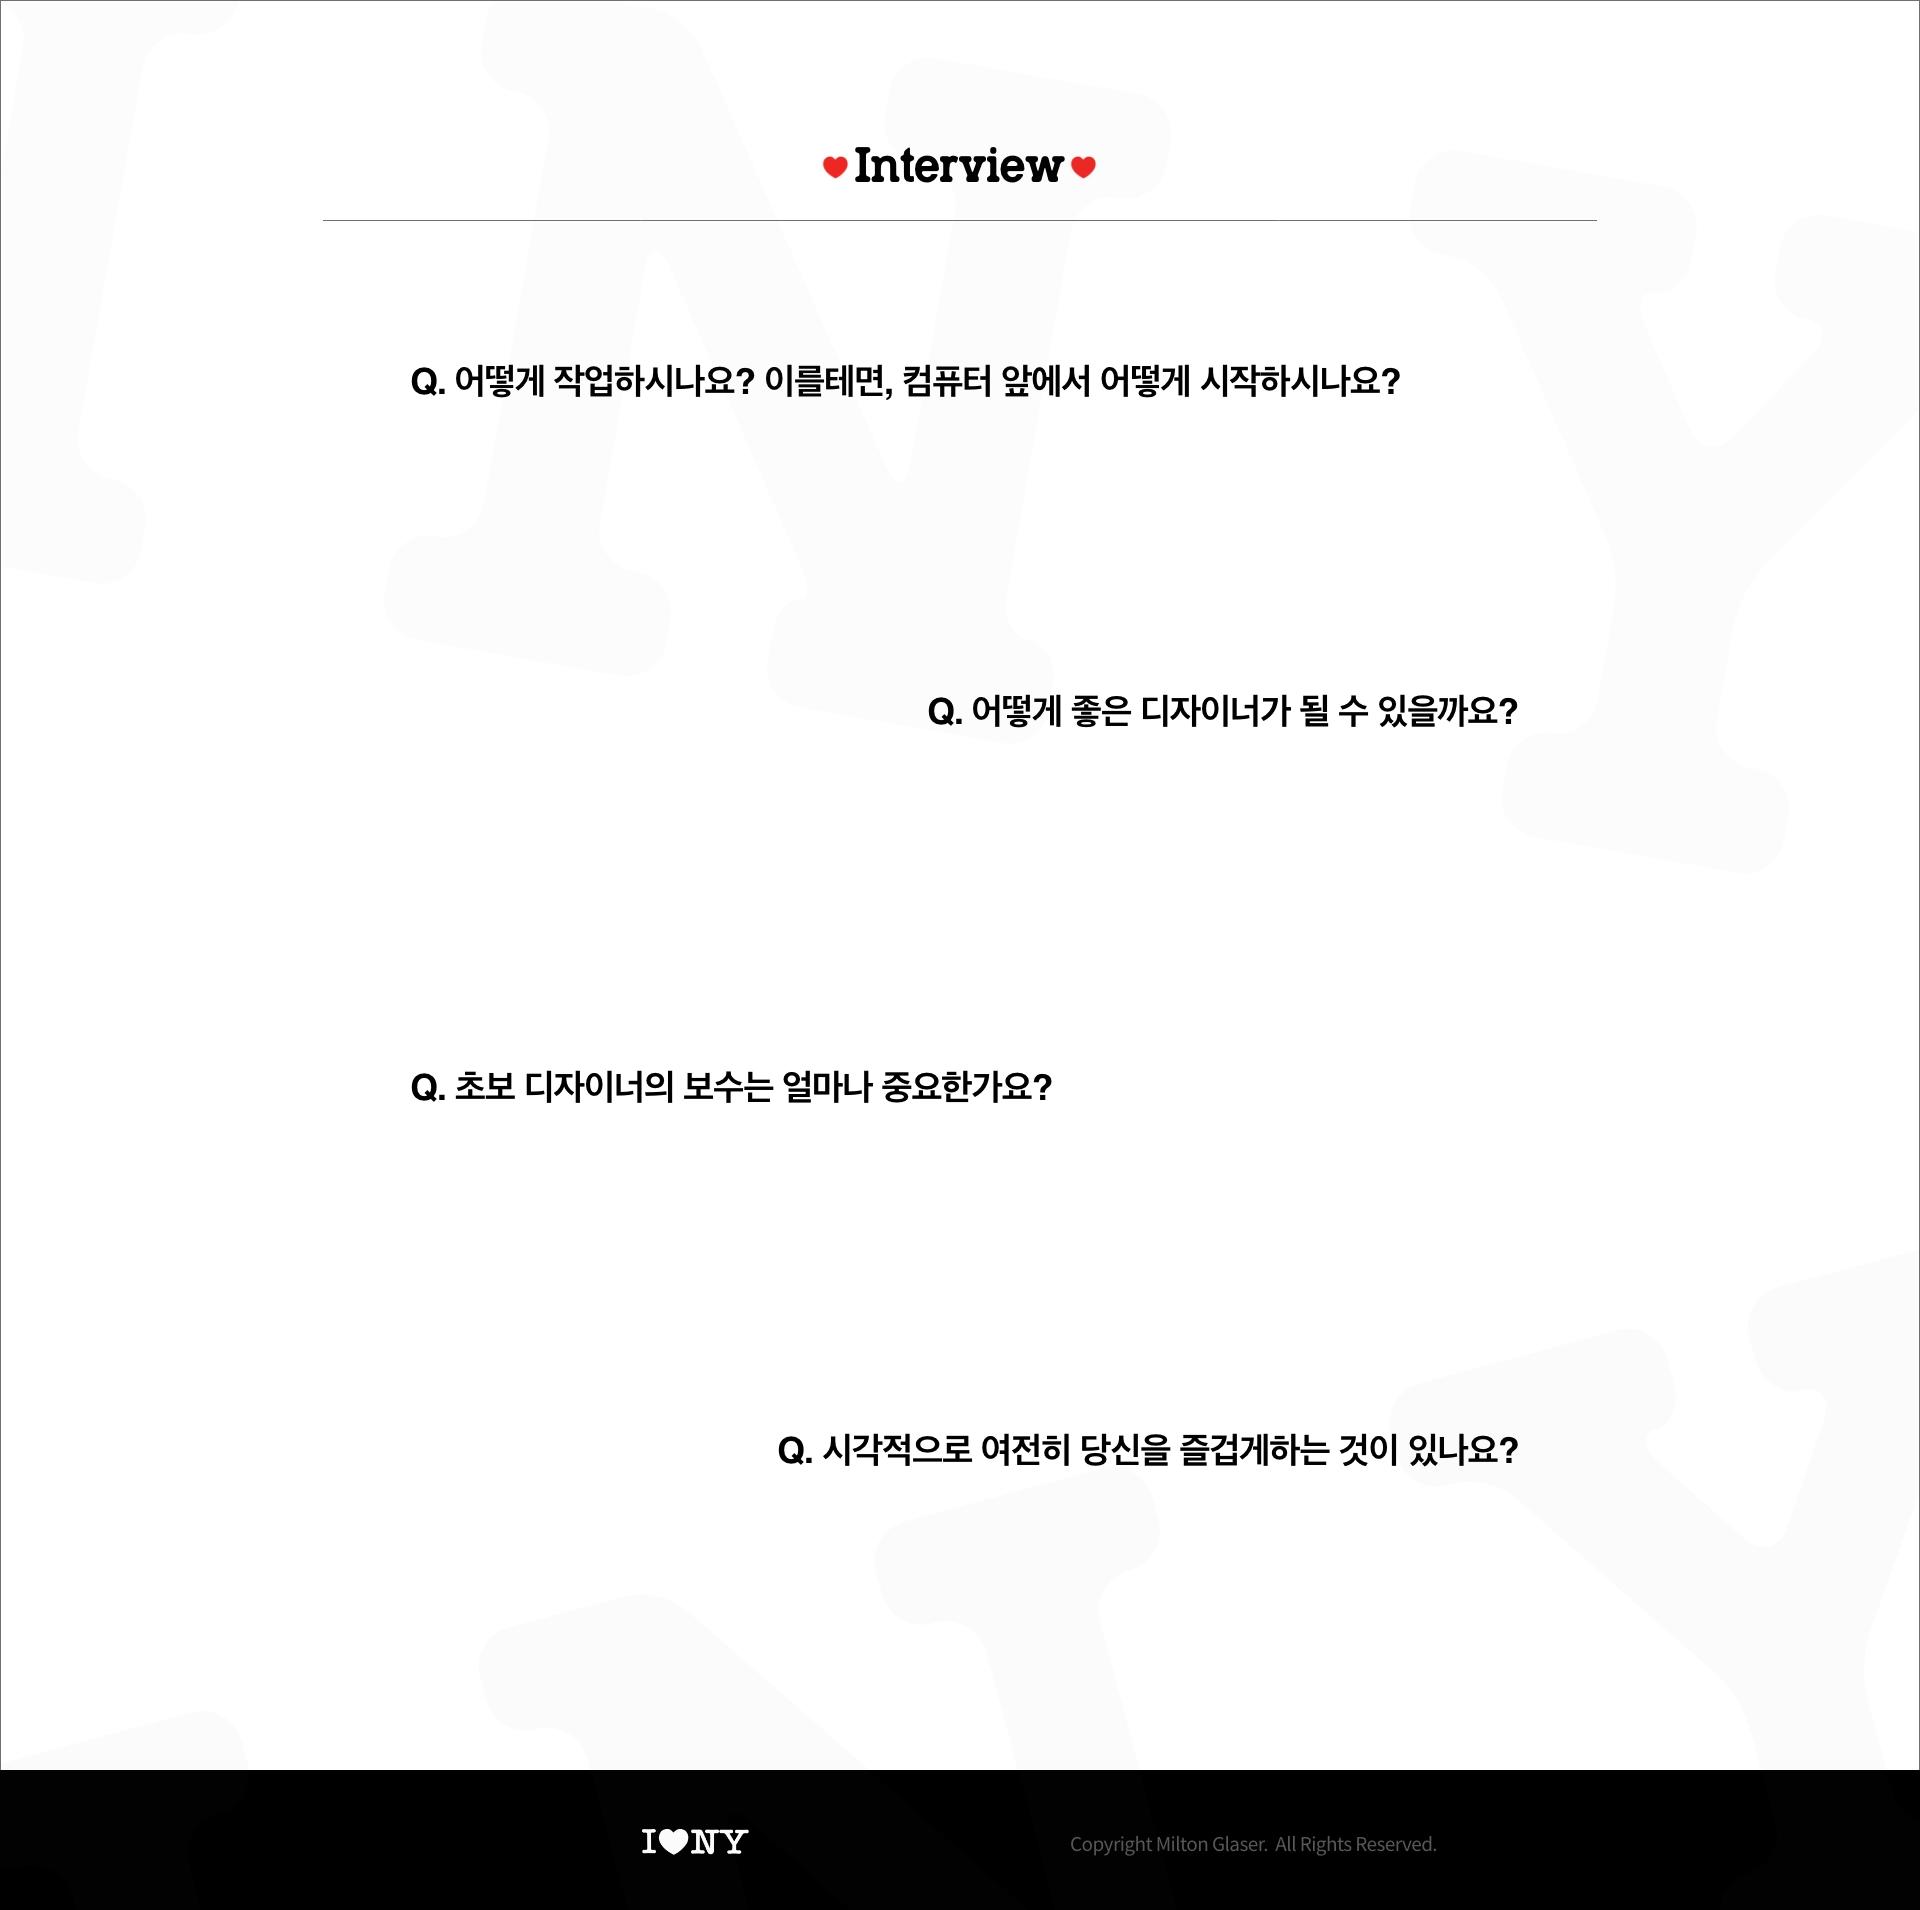 Interview
Q. 어떻게 작업하시나요? 이를테면, 컴퓨터 앞에서 어떻게 시작하시나요?
Q. 어떻게 좋은 디자이너가 될 수 있을까요?
Q. 초보 디자이너의 보수는 얼마나 중요한가요?
Q. 시각적으로 여전히 당신을 즐겁게하는 것이 있나요?
I♥NY
Copyright Milton Glaser. All Rights Reserved.